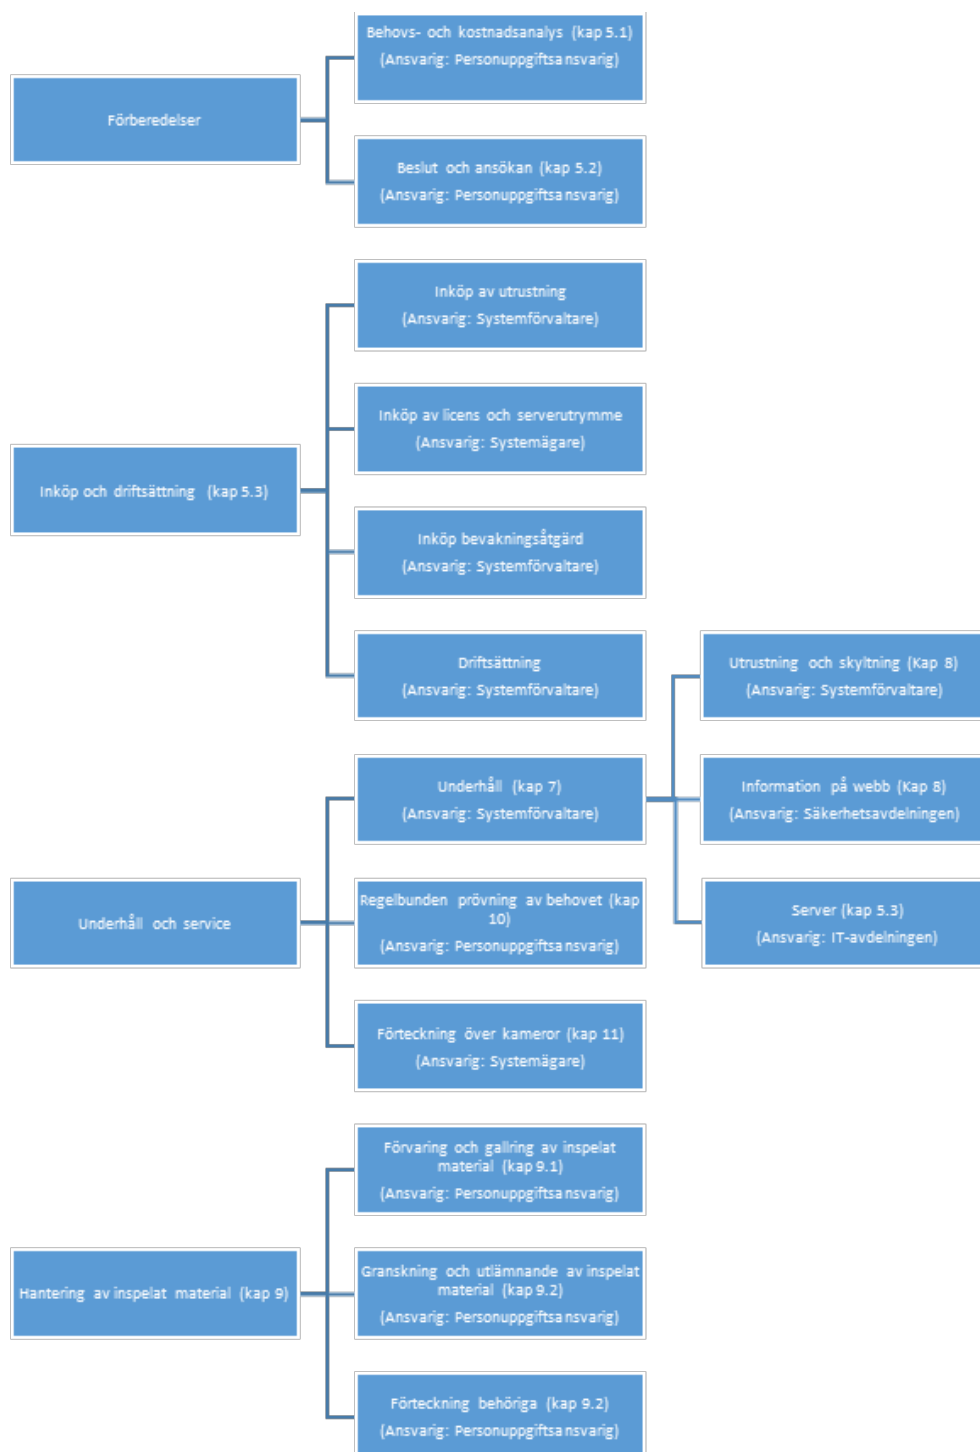 Förberedelser
Behovs- och kostnadsanalys (kap 5.1)
(Ansvarig: Personuppgiftsansvarig)
Beslut och ansökan (kap 5.2)
(Ansvarig: Personuppgiftsansvarig)
Inköp och driftsättning (kap 5.3)
Inköp av utrustning
(Ansvarig: Systemförvaltare)
Inköp av licens och serverutrymme
(Ansvarig: Systemägare)
Inköp bevakningsåtgärd
(Ansvarig: Systemförvaltare)
Driftsättning
(Ansvarig: Systemförvaltare)
Underhåll och service
Underhåll (kap 7)
(Ansvarig: Systemförvaltare)
Utrustning och skyltning (Kap 8)
(Ansvarig: Systemförvaltare)
Information på webb (Kap 8)
(Ansvarig: Säkerhetsavdelningen)
Server (kap 5.3)
(Ansvarig: IT-avdelningen)
Regelbunden prövning av behovet (kap
10)
(Ansvarig: Personuppgiftsansvarig)
Förteckning över kameror (kap 11)
(Ansvarig: Systemägare)
Hantering av inspelat material (kap 9)
Förvaring och gallring av inspelat
material (kap 9.1)
(Ansvarig: Personuppgiftsansvarig)
Granskning och utlämnande av inspelat
material (kap 9.2)
(Ansvarig: Personuppgiftsansvarig)
Förteckning behöriga (kap 9.2)
(Ansvarig: Personuppgiftsansvarig)